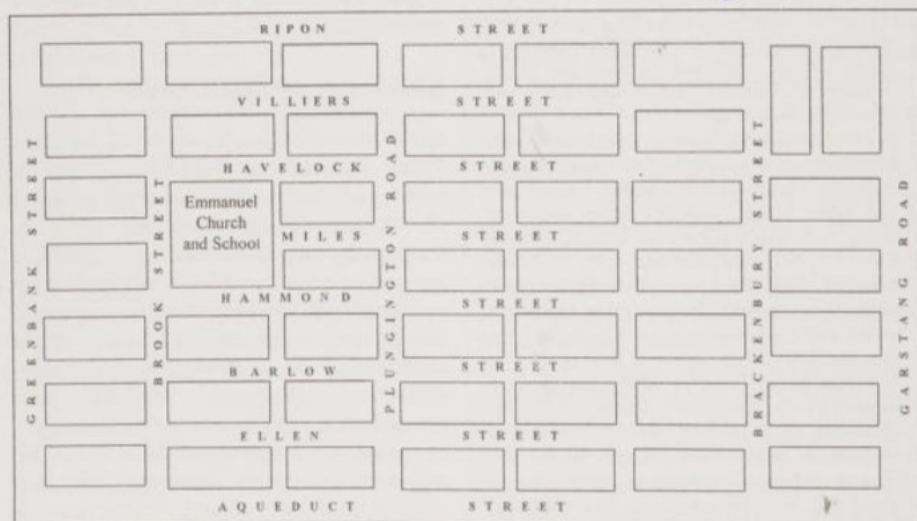 RIPON STREET
VILLIERS STREET
HAVELOCK STREET
Emmanuel
Church
and School
MILES STREET
HAMMOND STREET
BARLOW STREET
ELLEN STREET
AQUEDUCT STREET
GREENBANK STREET
BROOK STREET
PLUNGINGTON ROAD
BRACKENBURY STREET
GARSTANG ROAD